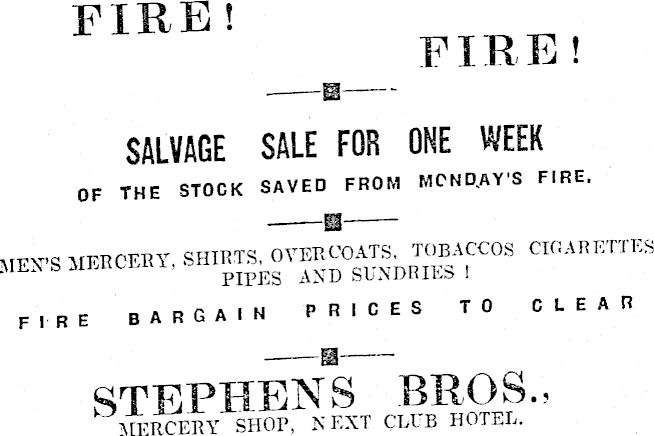 FIRE!
FIRE!
SALVAGE SALE FOR ONE WEEK
OF THE STOCK SAVED FROM MONDAY'S FIRE.
MEN'S MERCERY, SHIRTS, OVERCOATS, TOBACCOS CIGARETTES
PIPES AND SUNDRIES !
FIRE BARGAIN PRICES TO CLEAR
STEPHENS BROS.,
MERCERY SHOP, NEXT CLUB HOTEL.